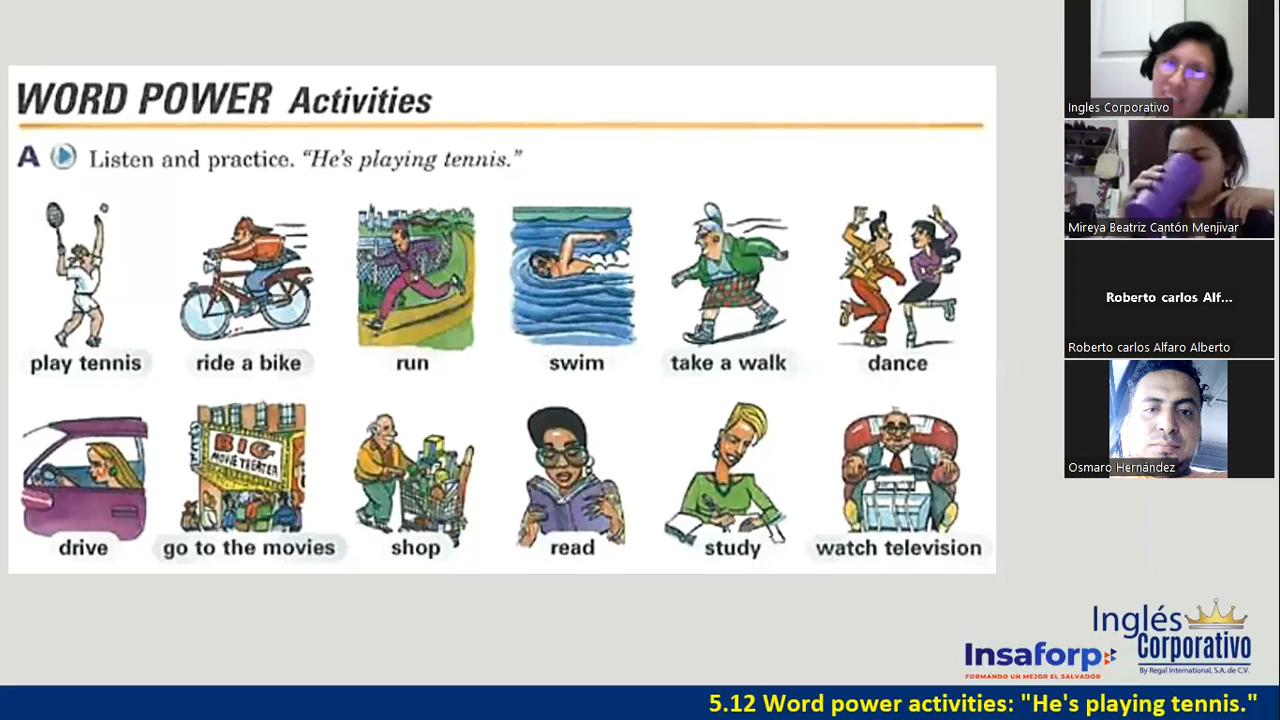 WORD POWER Activities
A Listen and practice. "He's playing tennis."
play tennis
ride a bike
run
swim
take a walk
dance
BIG
MOVIE THEATER
drive
go to the movies
shop
read
study
watch television
Ingles Corporativo
Mireya Beatriz Cantón Menjivar
Roberto carlos Alf...
Roberto carlos Alfaro Alberto
Osmaro Hernández
Insaforp
FORMANDO UN MEJOR EL SALVADOR
Inglés
Corporativo
By Regal International, S.A. de C.V.
5.12 Word power activities: "He's playing tennis."